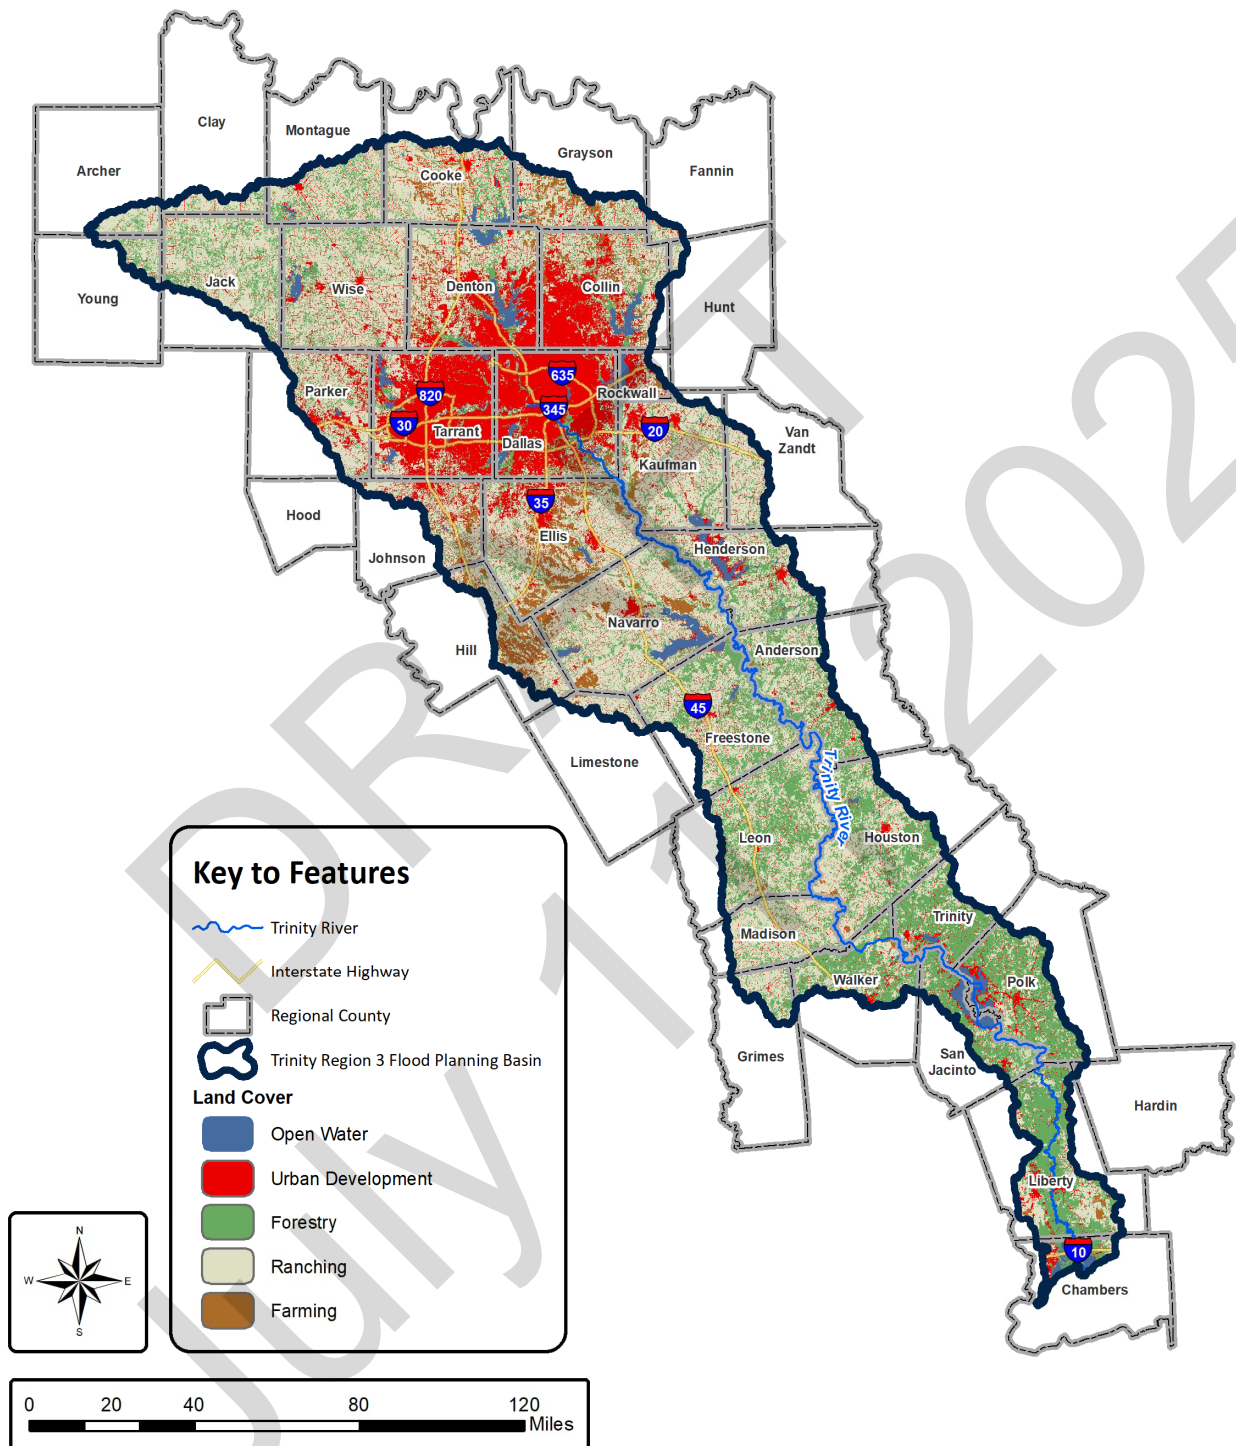 Clay
Montague
Archer
Cooke
Grayson
Fannin
Young
Jack
Wise
Denton
Collin
Hunt
Parker
820
30
Tarrant
635
345
Dallas
Rockwall
20
Kaufman
Van
Zandt
Hood
Johnson
35
Ellis
Henderson
Hill
Navarro
Anderson
45
Freestone
Limestone
Trinity River
Leon
Houston
Madison
Trinity
Walker
Polk
Grimes
San
Jacinto
Hardin
Liberty
10
Chambers
Key to Features
Trinity River
Interstate Highway
Regional County
Trinity Region 3 Flood Planning Basin
Land Cover
Open Water
Urban Development
Forestry
Ranching
Farming
N
W E
S
0 20 40 80 120
Miles
DRAFT
July 1 2025